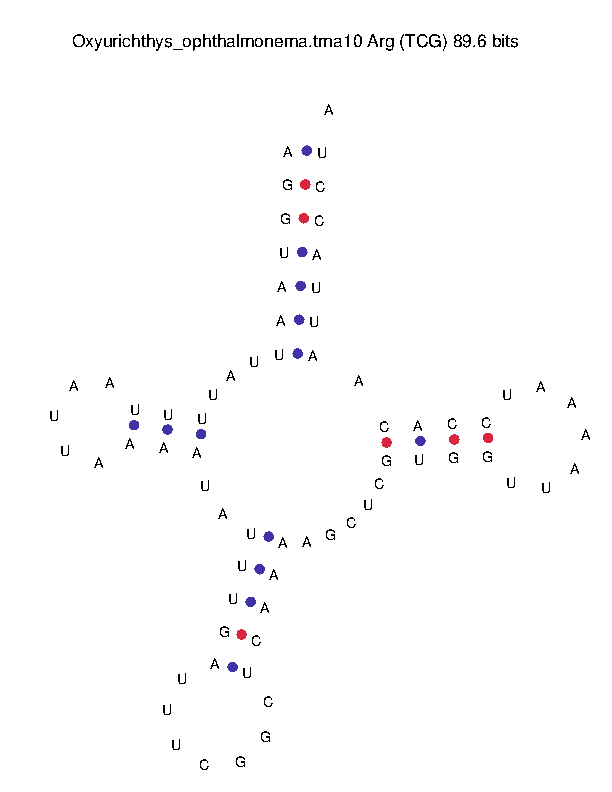 Oxyurichthys_ophthalmonema.trna10 Arg (TCG) 89.6 bits
A
A U
G C
G C
U A
A U
A U
U U A
A A
A A U U A
A
U U U U C A C C
A
U A A A G U G G
A A
U C U U
A U
C
U A A G
U A
U A
G C
A U
U
C
U
G
U
C G